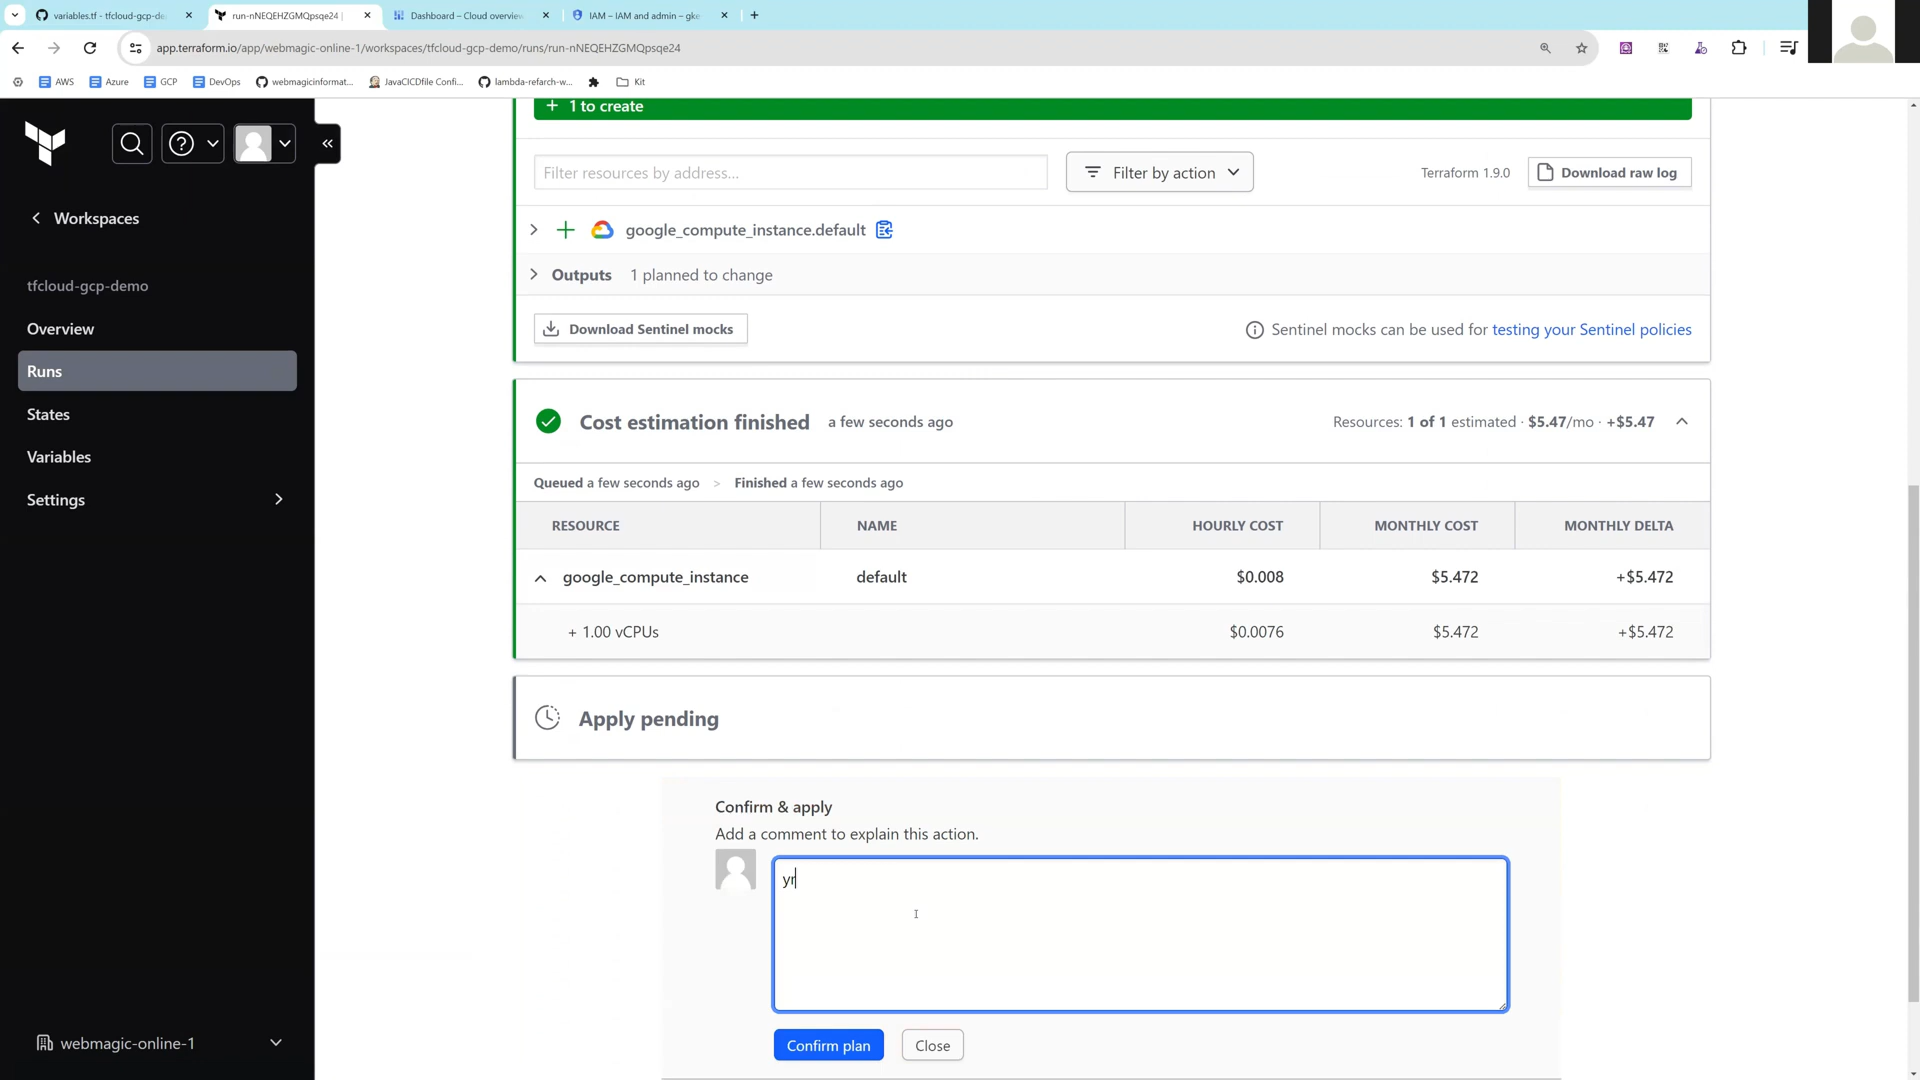 variables.tf - tfcloud-gcp-de
run-nNEQEHZGMQpsqe24 |
Dashboard – Cloud overview
IAM – IAM and admin – gke
app.terraform.io/app/webmagic-online-1/workspaces/tfcloud-gcp-demo/runs/run-nNEQEHZGMQpsqe24
AWS
Azure
GCP
DevOps
webmagicinformat...
JavaCICDfile Confi...
lambda-refarch-w...
Kit
Workspaces
tfcloud-gcp-demo
Overview
Runs
States
Variables
Settings
webmagic-online-1
+ 1 to create
Filter resources by address...
Filter by action
Terraform 1.9.0
Download raw log
google_compute_instance.default
Outputs 1 planned to change
Download Sentinel mocks
Sentinel mocks can be used for testing your Sentinel policies
Cost estimation finished a few seconds ago
Resources: 1 of 1 estimated · $5.47/mo · +$5.47
Queued a few seconds ago > Finished a few seconds ago
RESOURCE NAME HOURLY COST MONTHLY COST MONTHLY DELTA
google_compute_instance default $0.008 $5.472 +$5.472
+ 1.00 vCPUs $0.0076 $5.472 +$5.472
Apply pending
Confirm & apply
Add a comment to explain this action.
yr
Confirm plan
Close